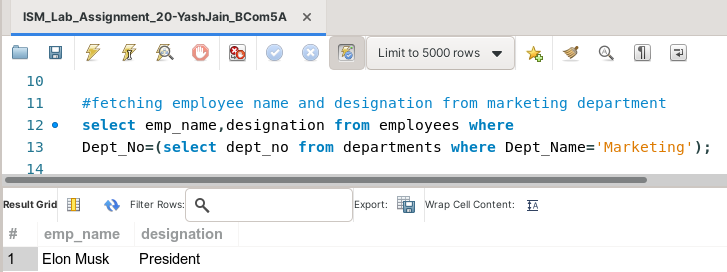 ISM_Lab_Assignment_20-YashJain_BCom5A ×
Limit to 5000 rows
10
11 #fetching employee name and designation from marketing department
12 select emp_name,designation from employees where
13 Dept_No=(select dept_no from departments where Dept_Name='Marketing');
14
Result Grid Filter Rows: Export: Wrap Cell Content: IA
# emp_name designation
1 Elon Musk President